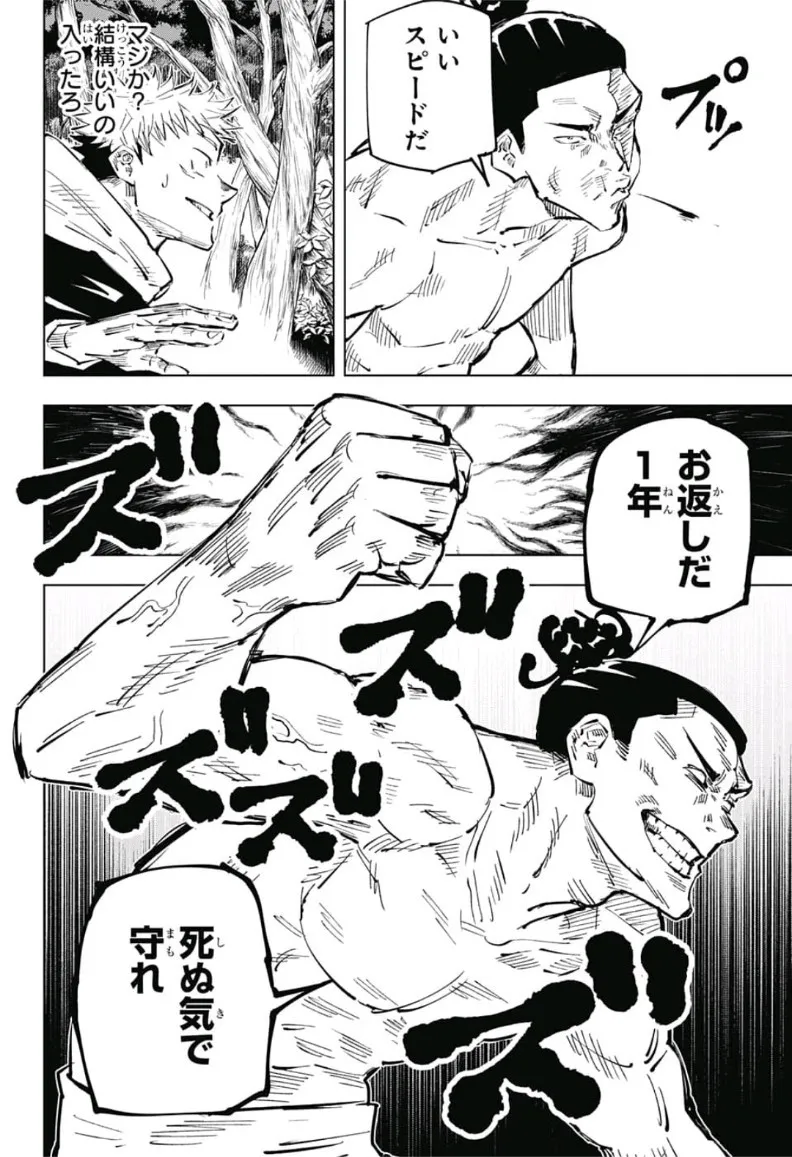 プッ
いい
スピードだ
マジか?
結構いいの
入ったろ
お返しだ
1年
ズズ
ズズ
ズズ
死ぬ気で
守れ